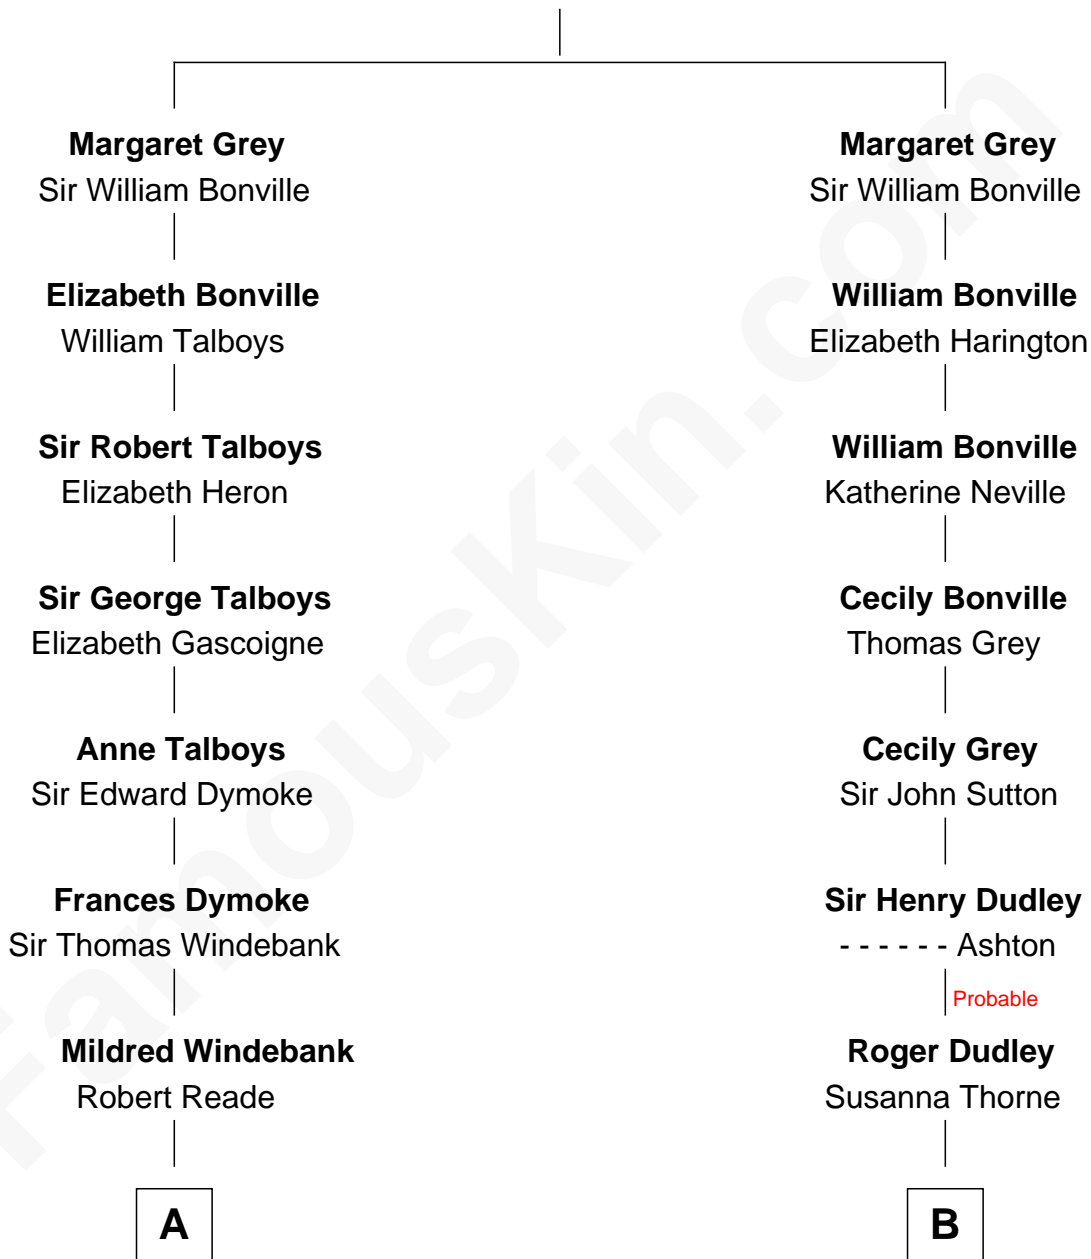 Margaret Grey
Sir William Bonville
Elizabeth Bonville
William Talboys
Sir Robert Talboys
Elizabeth Heron
Sir George Talboys
Elizabeth Gascoigne
Anne Talboys
Sir Edward Dymoke
Frances Dymoke
Sir Thomas Windebank
Mildred Windebank
Robert Reade
A
Margaret Grey
Sir William Bonville
William Bonville
Elizabeth Harington
William Bonville
Katherine Neville
Cecily Bonville
Thomas Grey
Cecily Grey
Sir John Sutton
Sir Henry Dudley
- - - - - - Ashton
Probable
Roger Dudley
Susanna Thorne
B
FamousKin.com